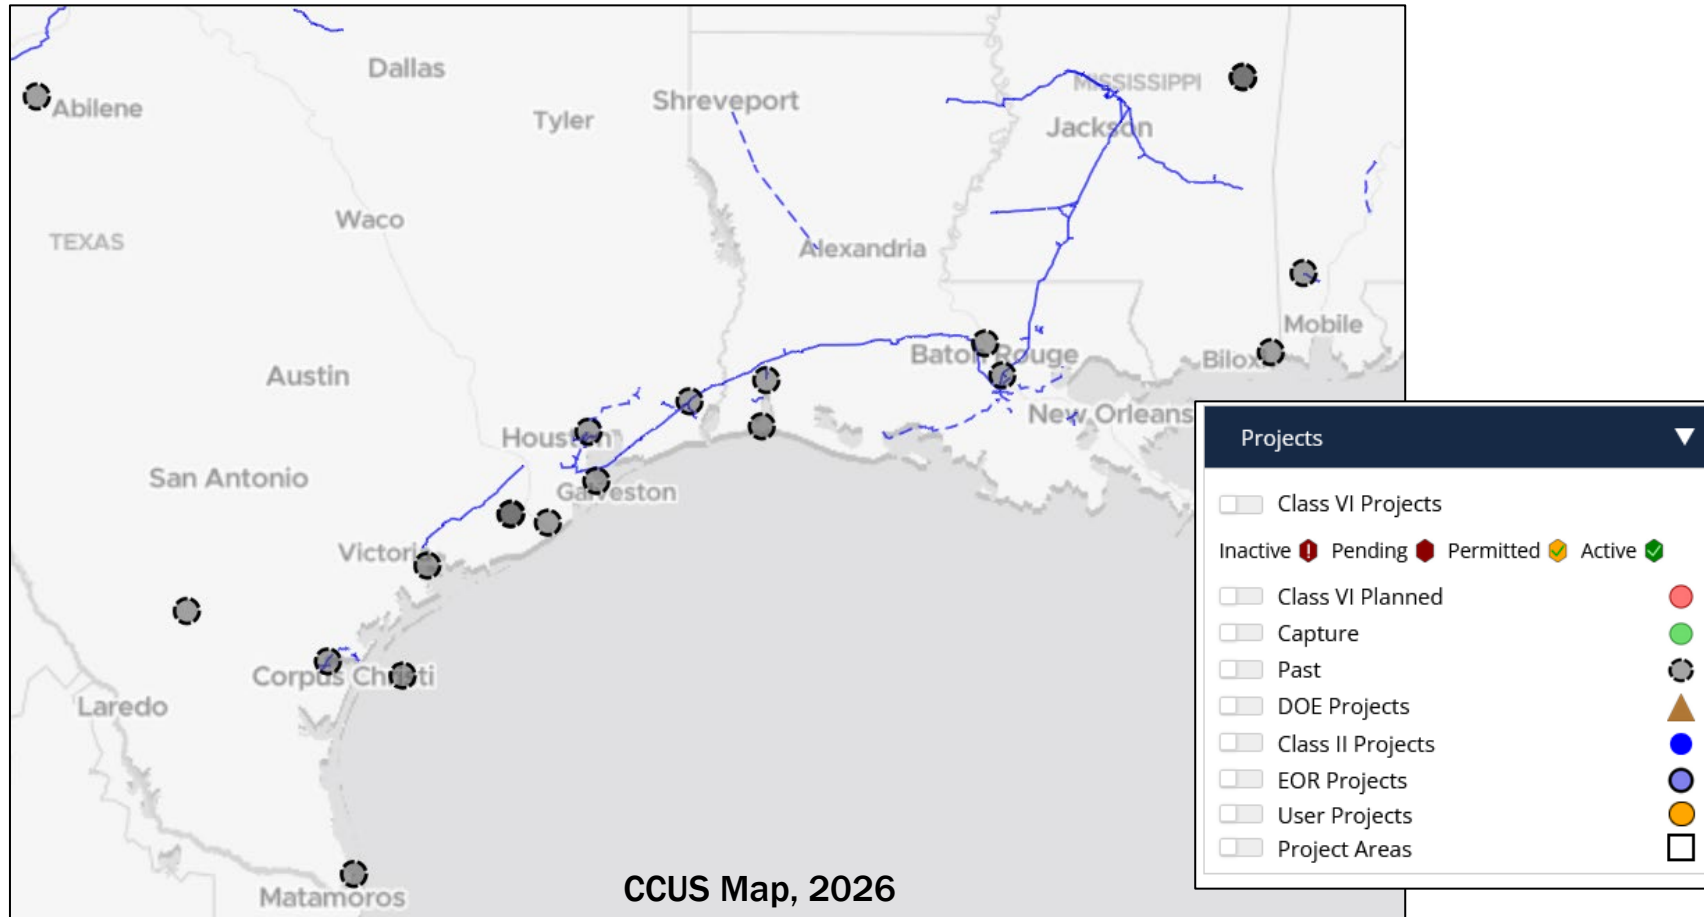 Dallas
Abilene
Tyler
Shreveport
MISSISSIPPI
Jackson
Waco
TEXAS
Alexandria
Mobile
Baton Rouge
Biloxi
Austin
New Orleans
Houston
San Antonio
Galveston
Victoria
Corpus Christi
Laredo
Matamoros
CCUS Map, 2026
Projects
Class VI Projects
Inactive Pending Permitted Active
Class VI Planned
Capture
Past
DOE Projects
Class II Projects
EOR Projects
User Projects
Project Areas